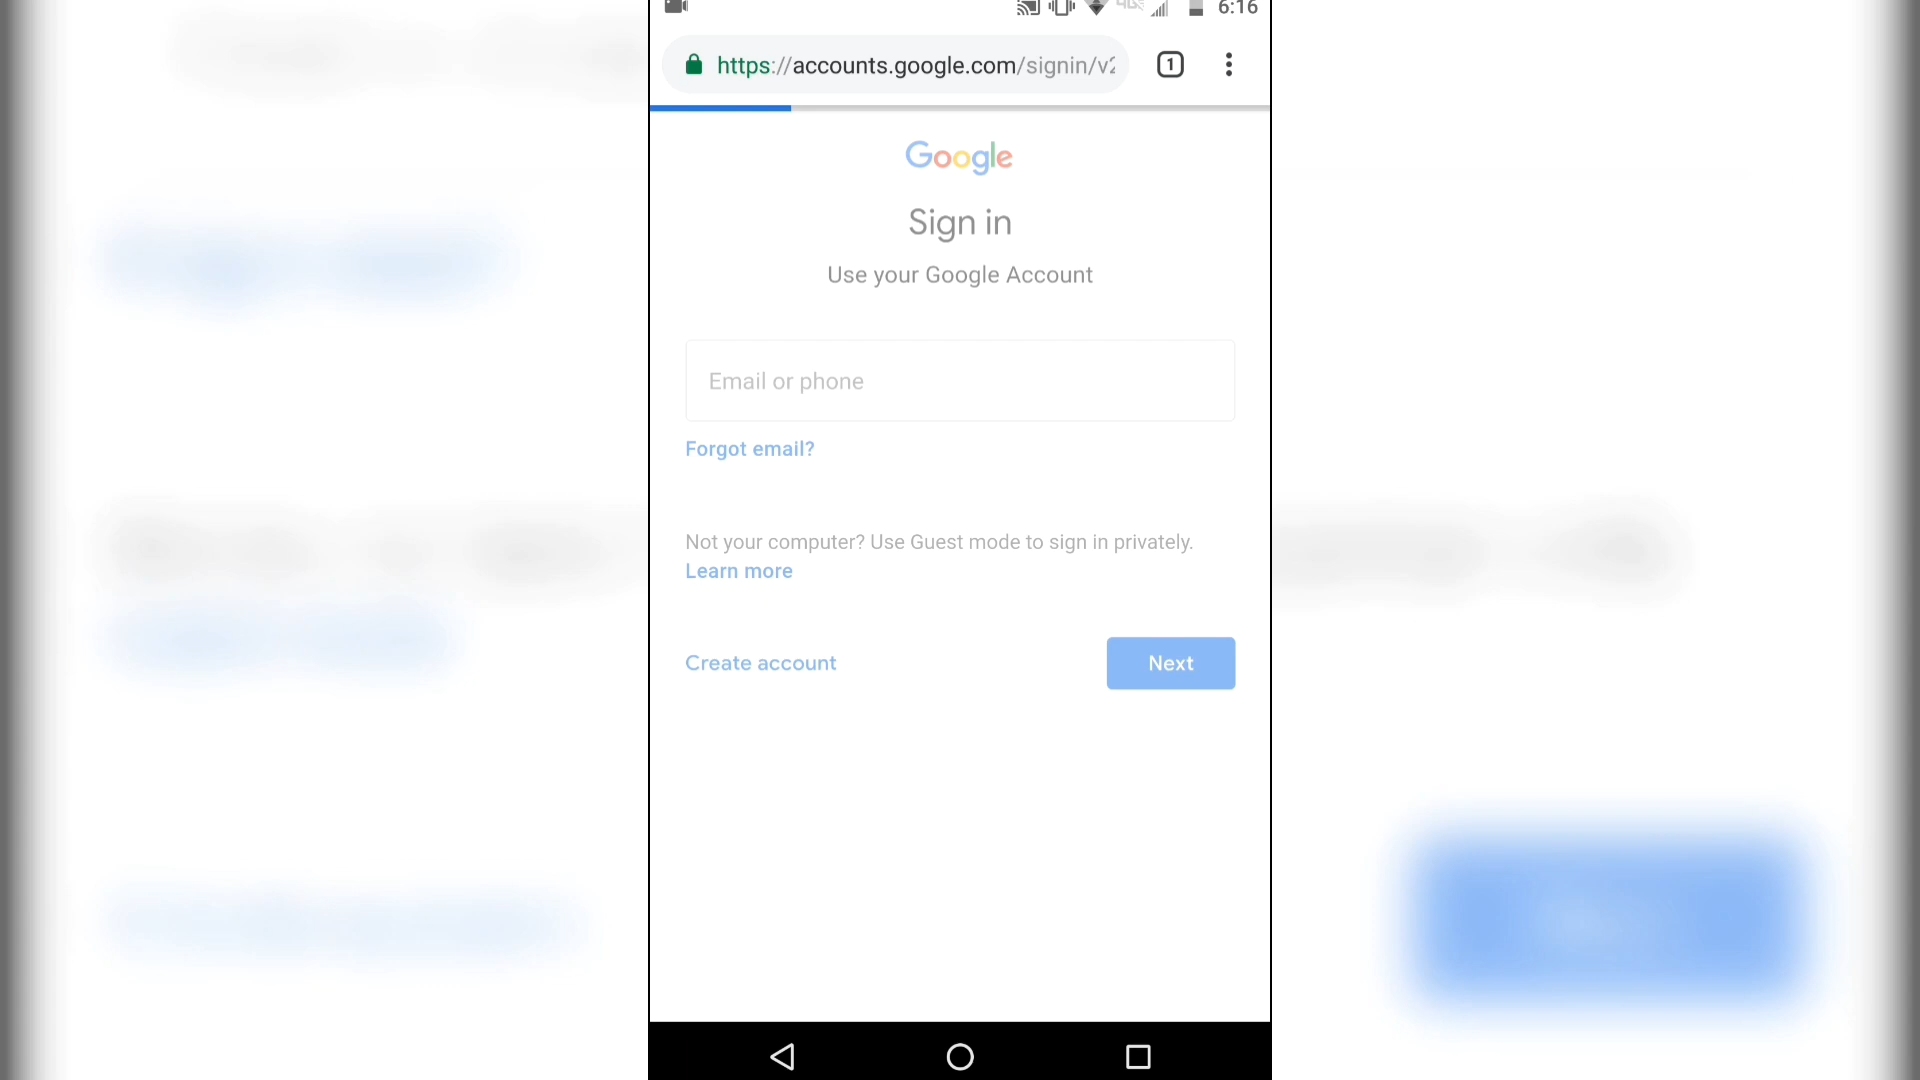 6:16
https://accounts.google.com/signin/v2
1
Google
Sign in
Use your Google Account
Email or phone
Forgot email?
Not your computer? Use Guest mode to sign in privately.
Learn more
Create account
Next